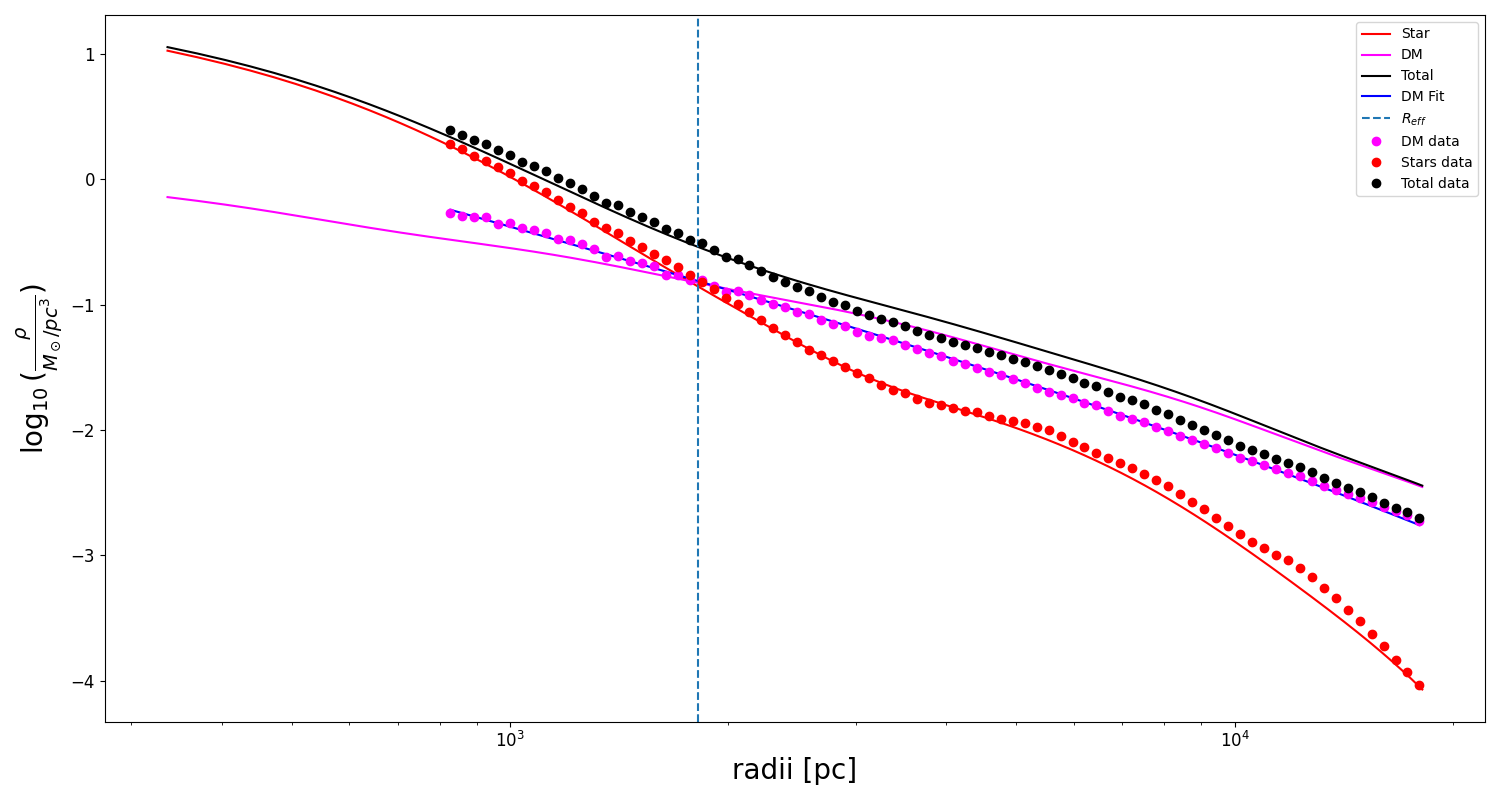 log₁₀(ρ / M⊙/pc³)
1
0
−1
−2
−3
−4
10³
10⁴
radii [pc]
Star
DM
Total
DM Fit
R_eff
DM data
Stars data
Total data